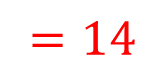 = 14